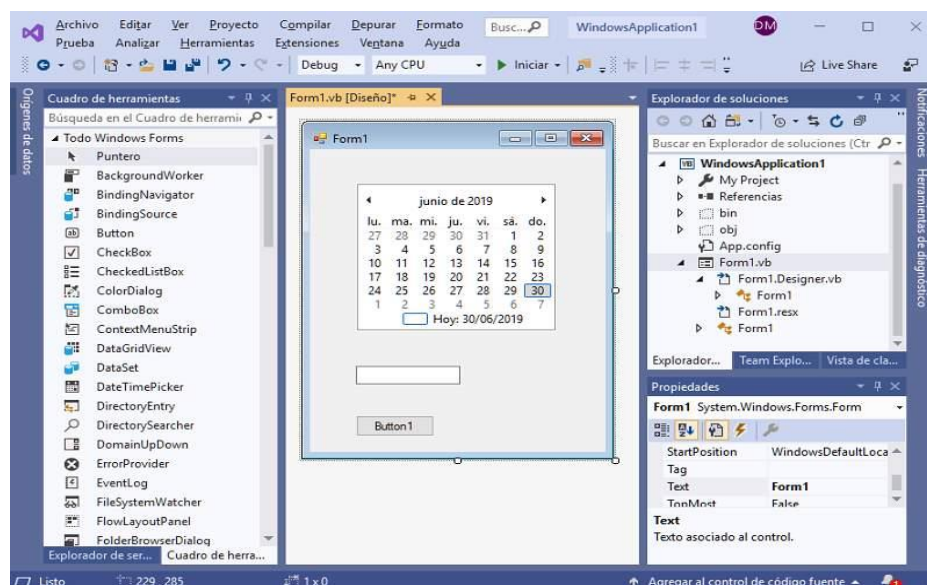 Archivo Editar Ver Proyecto Compilar Depurar Formato Busc... WindowsApplication1 DM
Prueba Analizar Herramientas Extensiones Ventana Ayuda
Debug Any CPU Iniciar Live Share
Orígenes de datos
Cuadro de herramientas
Búsqueda en el Cuadro de herramii
Todo Windows Forms
Puntero
BackgroundWorker
BindingNavigator
BindingSource
Button
CheckBox
CheckedListBox
ColorDialog
ComboBox
ContextMenuStrip
DataGridView
DataSet
DateTimePicker
DirectoryEntry
DirectorySearcher
DomainUpDown
ErrorProvider
EventLog
FileSystemWatcher
FlowLayoutPanel
FolderBrowserDialog
Explorador de ser... Cuadro de herra...
Form1.vb [Diseño]*
Form1
junio de 2019
lu. ma. mi. ju. vi. sá. do.
27 28 29 30 31 1 2
3 4 5 6 7 8 9
10 11 12 13 14 15 16
17 18 19 20 21 22 23
24 25 26 27 28 29 30
1 2 3 4 5 6 7
Hoy: 30/06/2019
Button1
Explorador de soluciones
Buscar en Explorador de soluciones (Ctr
WindowsApplication1
My Project
Referencias
bin
obj
App.config
Form1.vb
Form1.Designer.vb
Form1
Form1.resx
Form1
Explorador... Team Explo... Vista de cla...
Propiedades
Form1 System.Windows.Forms.Form
StartPosition WindowsDefaultLoca
Tag
Text Form1
TopMost False
Text
Texto asociado al control.
Notificaciones
Herramientas de diagnóstico
Listo 229, 285 1 x 0 Agregar al control de código fuente 1